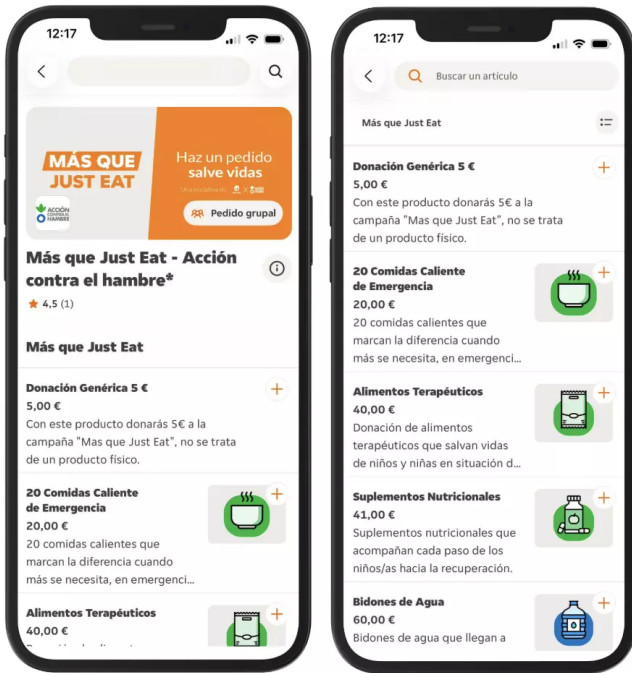 12:17
MÁS QUE
JUST EAT
Haz un pedido
salve vidas
ACCIÓN
CONTRA EL
HAMBRE
Pedido grupal
Más que Just Eat - Acción
contra el hambre*
4,5 (1)
Más que Just Eat
Donación Genérica 5 €
5,00 €
Con este producto donarás 5€ a la
campaña "Mas que Just Eat", no se trata
de un producto físico.
20 Comidas Caliente
de Emergencia
20,00 €
20 comidas calientes que
marcan la diferencia cuando
más se necesita, en emergenci...
Alimentos Terapéuticos
40,00 €
12:17
Buscar un artículo
Más que Just Eat
Donación Genérica 5 €
5,00 €
Con este producto donarás 5€ a la
campaña "Mas que Just Eat", no se trata
de un producto físico.
20 Comidas Caliente
de Emergencia
20,00 €
20 comidas calientes que
marcan la diferencia cuando
más se necesita, en emergenci...
Alimentos Terapéuticos
40,00 €
Donación de alimentos
terapéuticos que salvan vidas
de niños y niñas en situación d...
Suplementos Nutricionales
41,00 €
Suplementos nutricionales que
acompañan cada paso de los
niños/as hacia la recuperación.
Bidones de Agua
60,00 €
Bidones de agua que llegan a